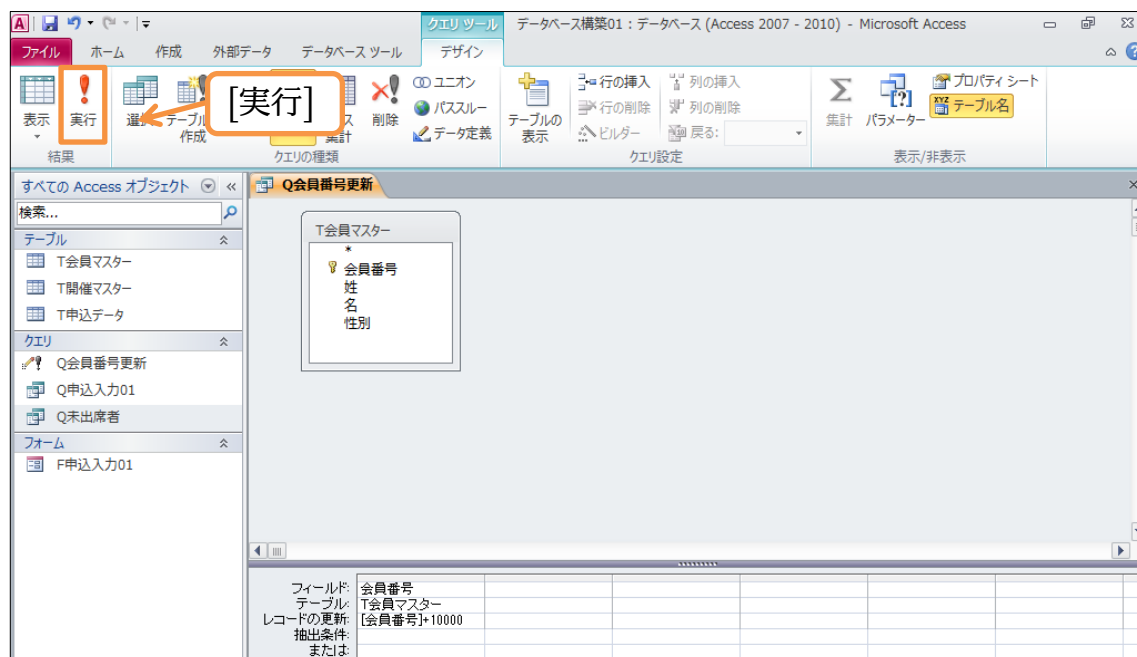 クエリ ツール
データベース構築01：データベース (Access 2007 - 2010) - Microsoft Access
ファイル ホーム 作成 外部データ データベース ツール デザイン
表示
実行
結果
テーブル
作成
[実行]
集計
削除
ユニオン
パススルー
データ定義
クエリの種類
テーブルの
表示
行の挿入
行の削除
ビルダー
列の挿入
列の削除
戻る:
クエリ設定
集計
パラメーター
プロパティ シート
テーブル名
表示/非表示
すべての Access オブジェクト
検索...
テーブル
T会員マスター
T開催マスター
T申込データ
クエリ
Q会員番号更新
Q申込入力01
Q未出席者
フォーム
F申込入力01
Q会員番号更新
T会員マスター
*
会員番号
姓
名
性別
フィールド: 会員番号
テーブル: T会員マスター
レコードの更新: [会員番号]+10000
抽出条件:
または: